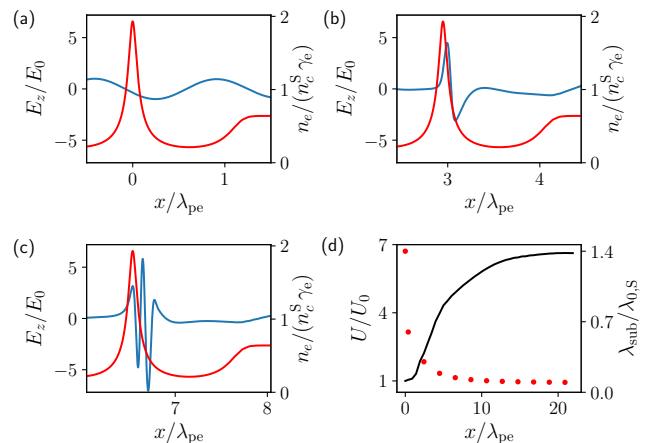 (a)
5
0
-5
E_z/E_0
2
1
0
n_e/(n_c^S γ_e)
0
1
x/λ_pe
(b)
5
0
−5
E_z/E_0
2
1
0
n_e/(n_c^S γ_e)
3
4
x/λ_pe
(c)
5
0
−5
E_z/E_0
2
1
0
n_e/(n_c^S γ_e)
7
8
x/λ_pe
(d)
7
4
1
U/U_0
1.4
0.7
0.0
λ_sub/λ_0,S
0
10
20
x/λ_pe